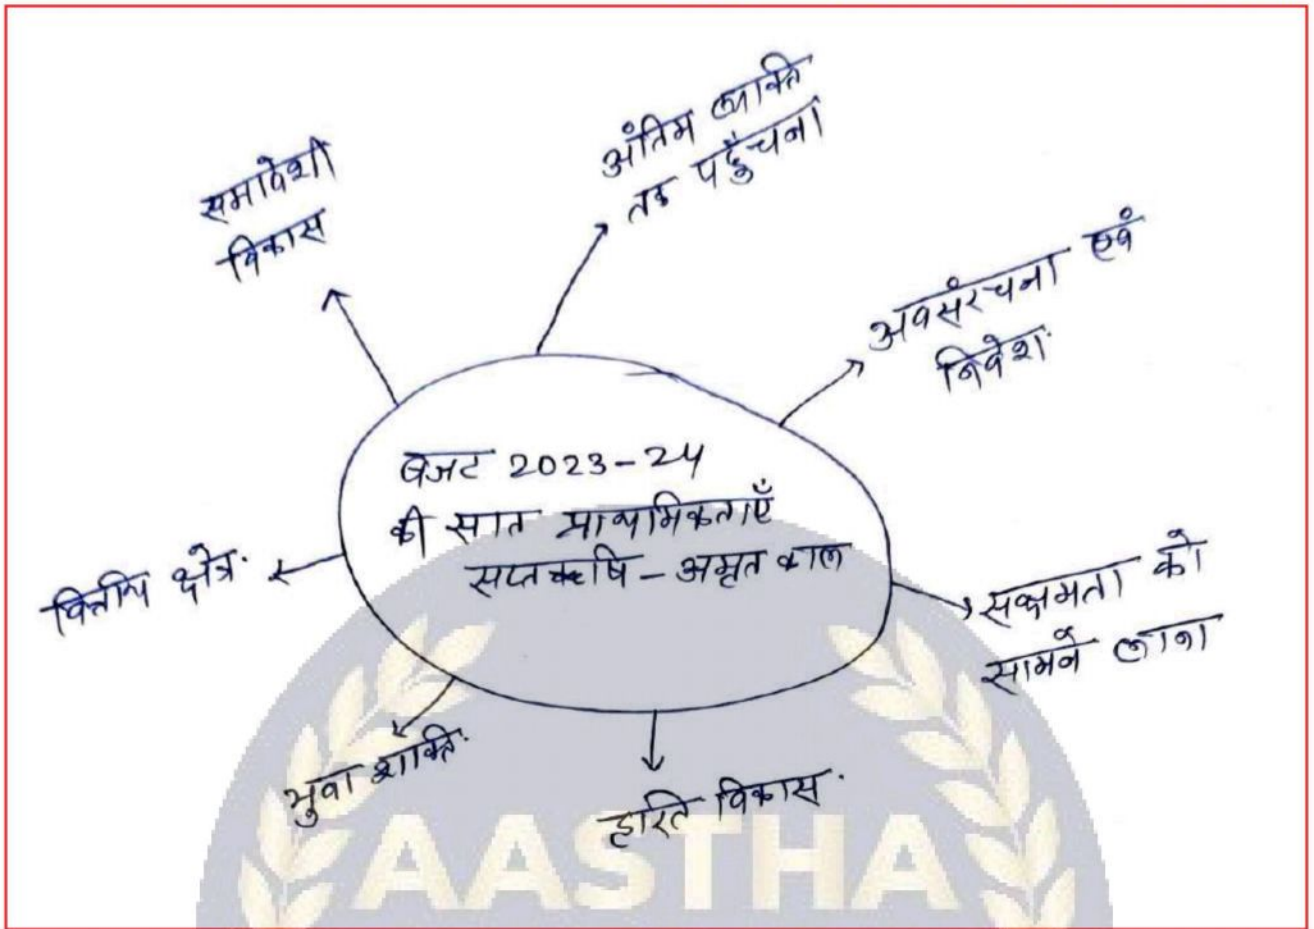 समावेशी
विकास
अंतिम व्यक्ति
तक पहुँचना
अवसंरचना एवं
निवेश
बजट 2023-24
की सात प्राथमिकताएँ
सप्तऋषि - अमृत काल
वित्तीय क्षेत्र
सक्षमता को
सामने लाना
युवा शक्ति
हरित विकास
AASTHA